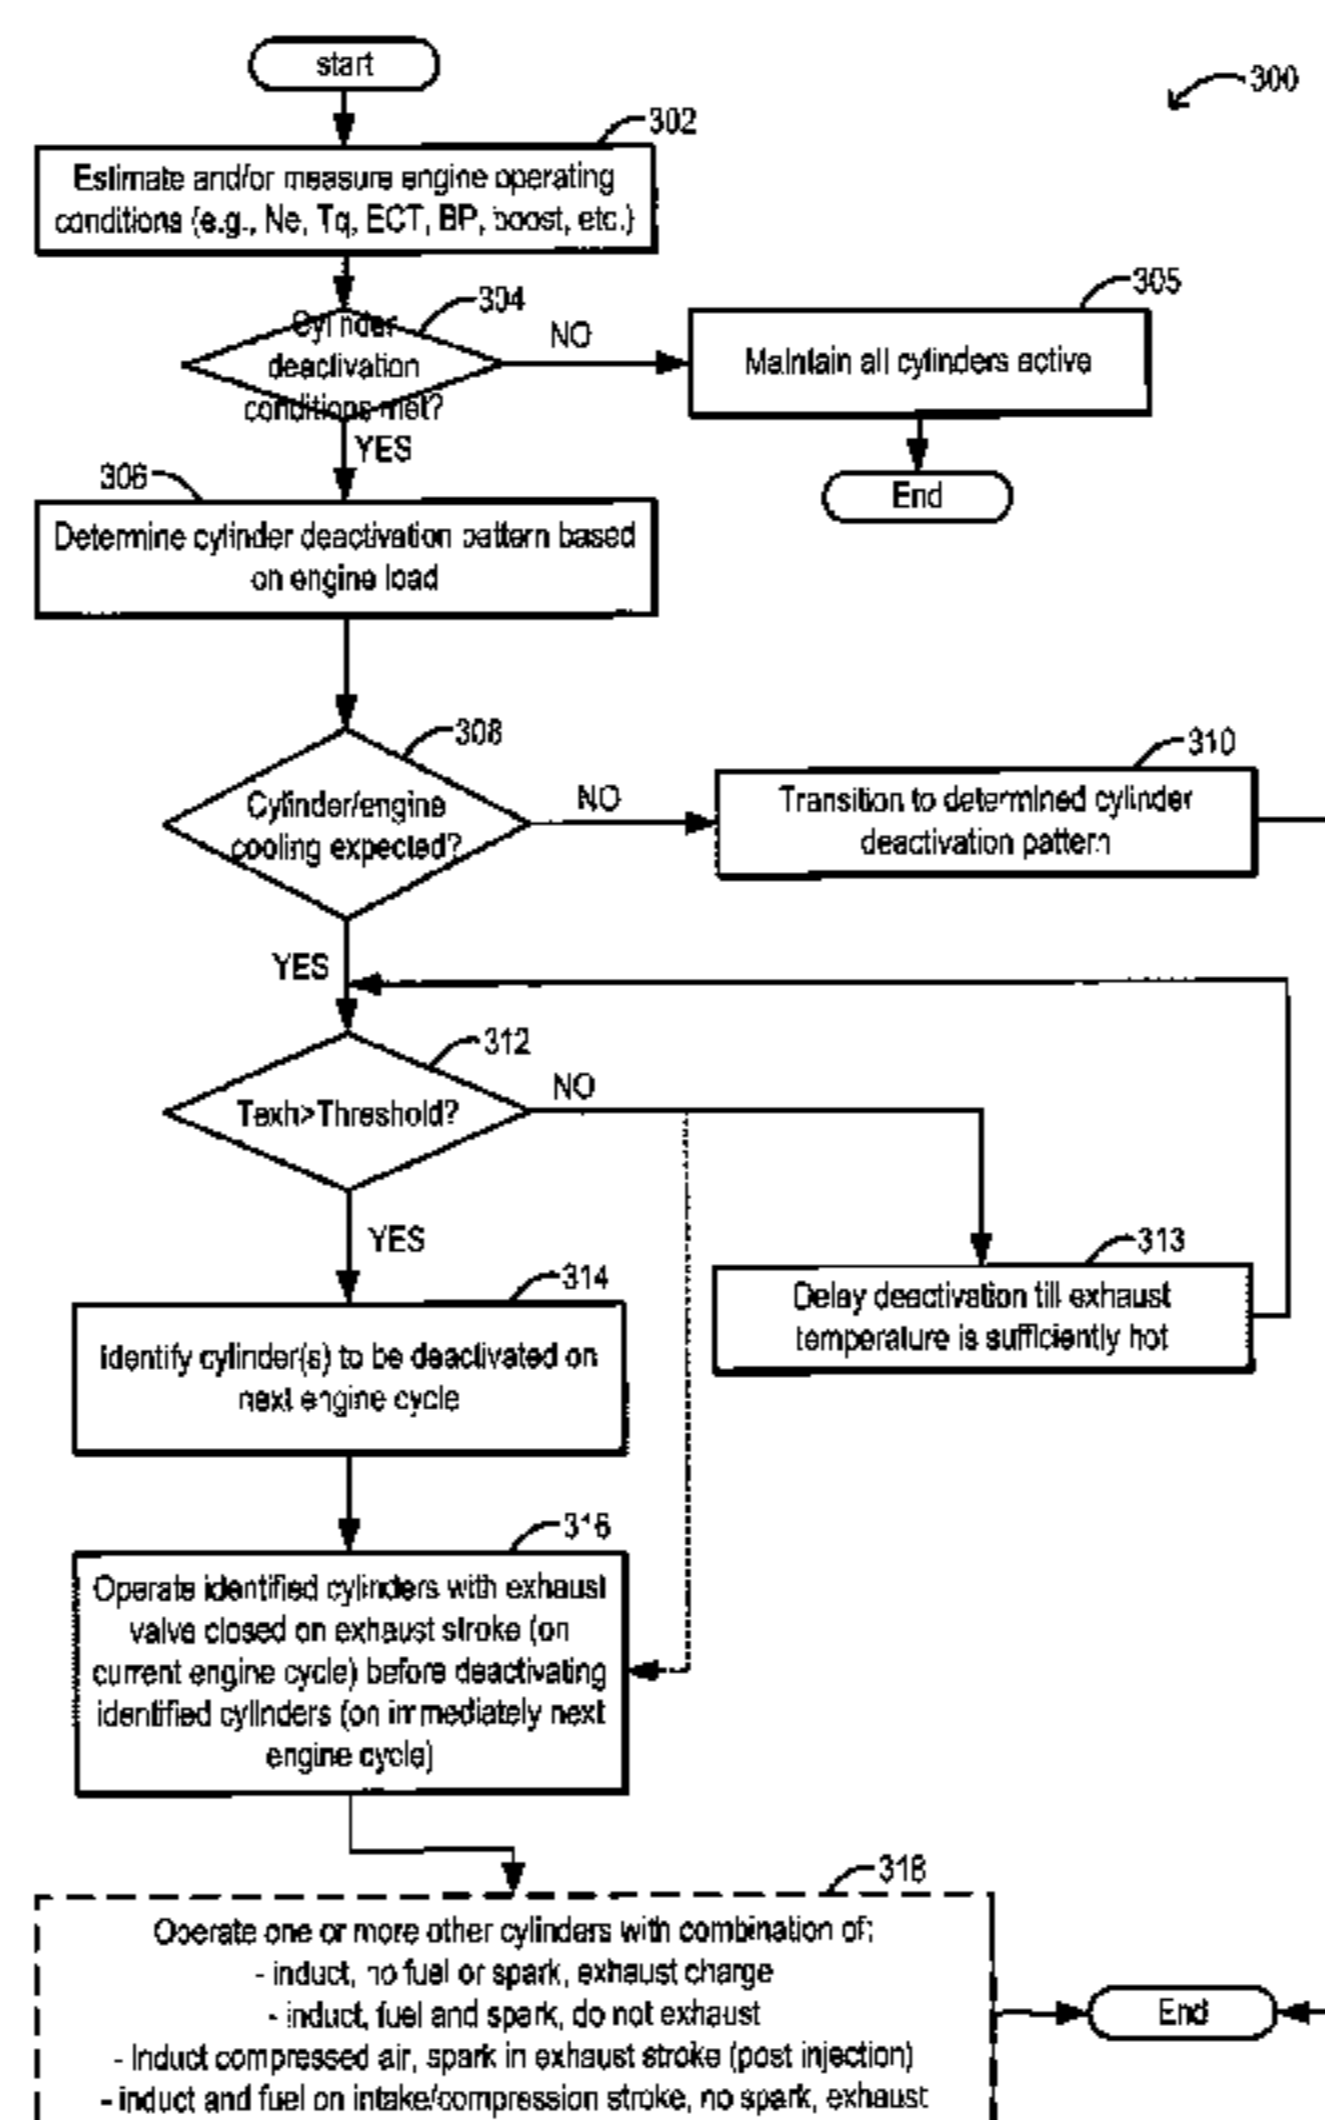 start
300
302
Estimate and/or measure engine operating
conditions (e.g., Ne, Tq, ECT, BP, boost, etc.)
304
Cylinder
deactivation
conditions met?
NO
305
Maintain all cylinders active
End
YES
306
Determine cylinder deactivation pattern based
on engine load
308
Cylinder/engine
cooling expected?
NO
310
Transition to determined cylinder
deactivation pattern
YES
312
Texh>Threshold?
NO
YES
313
Delay deactivation till exhaust
temperature is sufficiently hot
314
Identify cylinder(s) to be deactivated on
next engine cycle
316
Operate identified cylinders with exhaust
valve closed on exhaust stroke (on
current engine cycle) before deactivating
identified cylinders (on immediately next
engine cycle)
318
Operate one or more other cylinders with combination of:
- induct, no fuel or spark, exhaust charge
- induct, fuel and spark, do not exhaust
- Induct compressed air, spark in exhaust stroke (post injection)
- induct and fuel on intake/compression stroke, no spark, exhaust
End